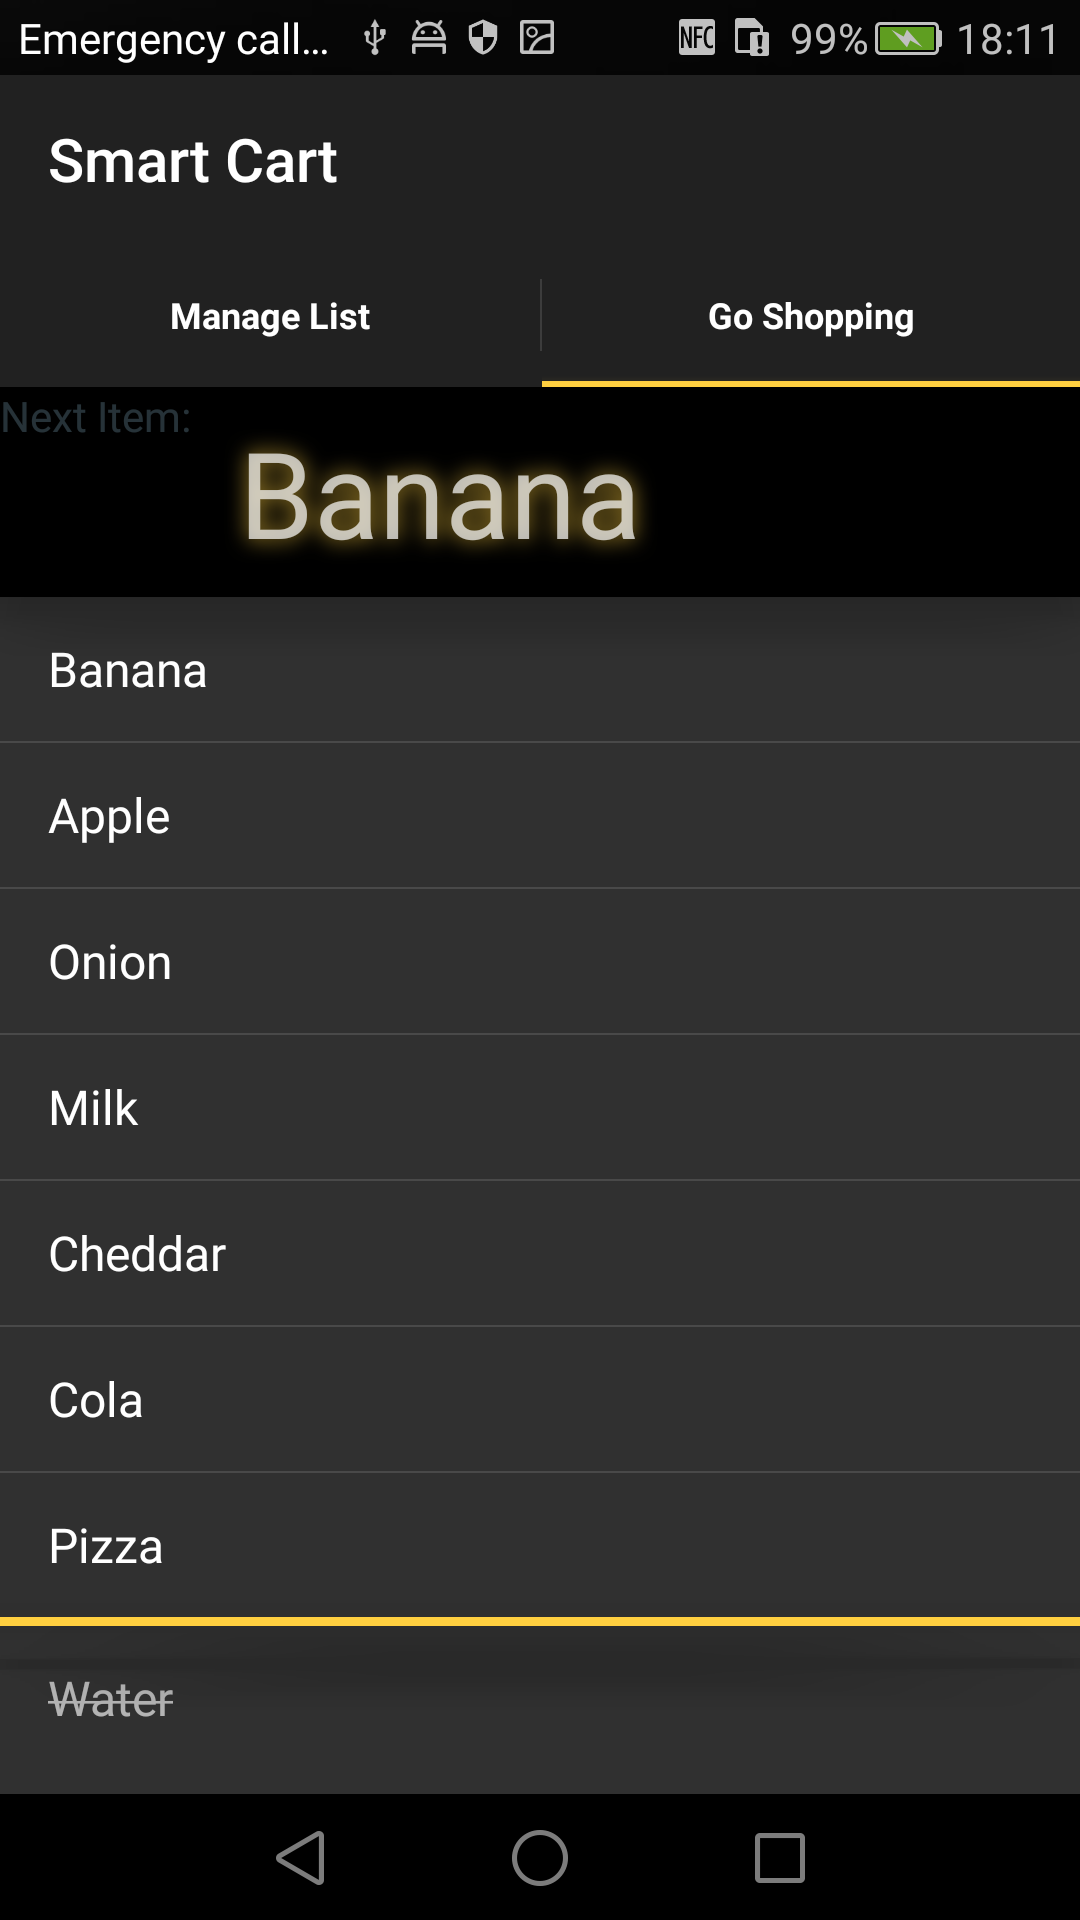 Emergency call... NFC 99% 18:11
Smart Cart
Manage List Go Shopping
Next Item:
Banana
Banana
Apple
Onion
Milk
Cheddar
Cola
Pizza
Water